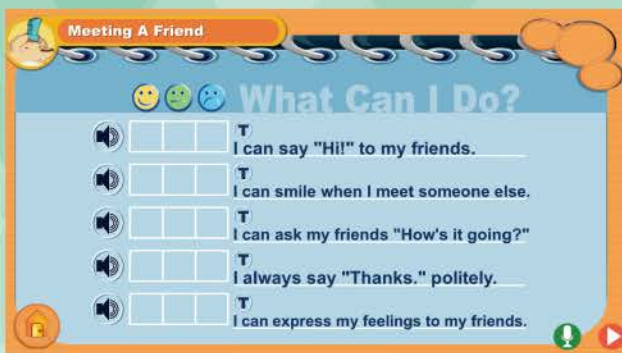 Meeting A Friend
What Can I Do?
T
I can say "Hi!" to my friends.
T
I can smile when I meet someone else.
T
I can ask my friends "How's it going?"
T
I always say "Thanks." politely.
T
I can express my feelings to my friends.